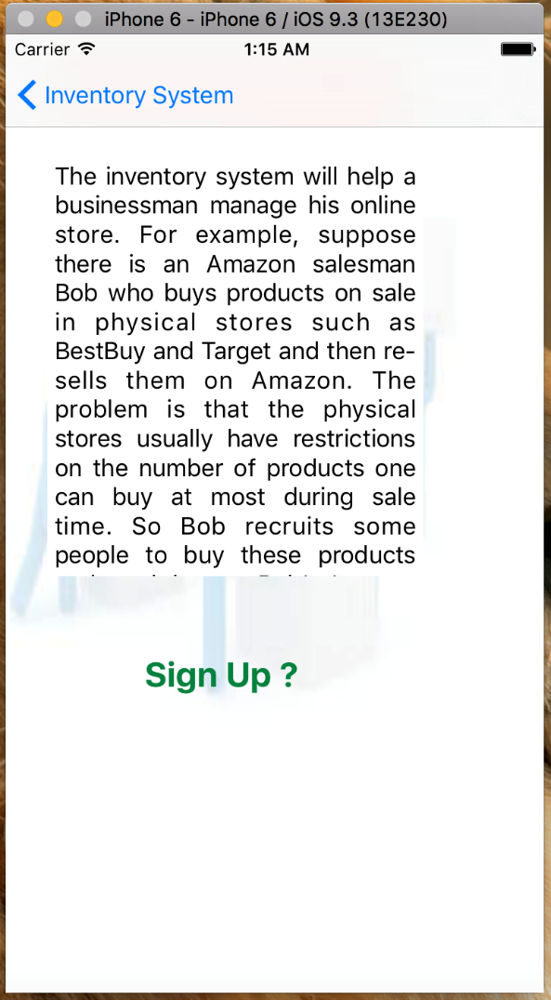 iPhone 6 - iPhone 6 / iOS 9.3 (13E230)
Carrier 1:15 AM
Inventory System
The inventory system will help a
businessman manage his online
store. For example, suppose
there is an Amazon salesman
Bob who buys products on sale
in physical stores such as
BestBuy and Target and then re-
sells them on Amazon. The
problem is that the physical
stores usually have restrictions
on the number of products one
can buy at most during sale
time. So Bob recruits some
people to buy these products
Sign Up ?